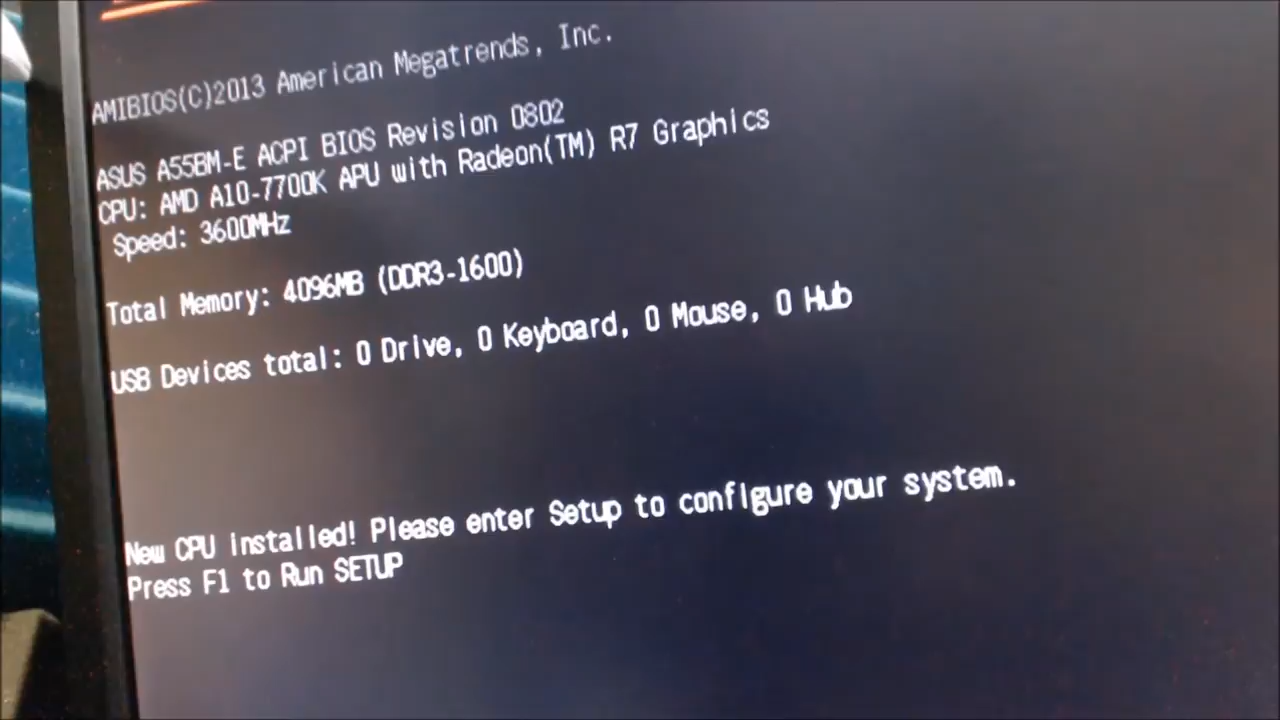 AMIBIOS(C)2013 American Megatrends, Inc.
ASUS A55BM-E ACPI BIOS Revision 0802
CPU: AMD A10-7700K APU with Radeon(TM) R7 Graphics
Speed: 3600MHz
Total Memory: 4096MB (DDR3-1600)
USB Devices total: 0 Drive, 0 Keyboard, 0 Mouse, 0 Hub
New CPU installed! Please enter Setup to configure your system.
Press F1 to Run SETUP